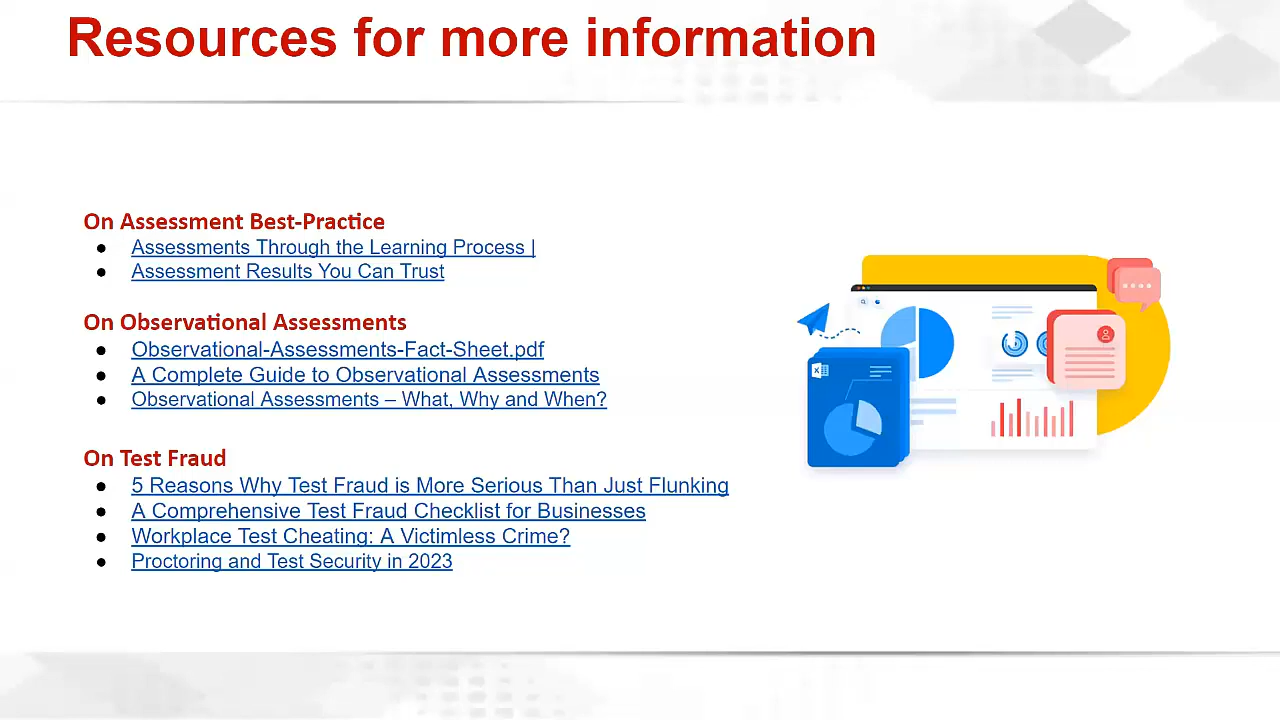 Resources for more information
On Assessment Best-Practice
● Assessments Through the Learning Process |
● Assessment Results You Can Trust
On Observational Assessments
● Observational-Assessments-Fact-Sheet.pdf
● A Complete Guide to Observational Assessments
● Observational Assessments – What, Why and When?
On Test Fraud
● 5 Reasons Why Test Fraud is More Serious Than Just Flunking
● A Comprehensive Test Fraud Checklist for Businesses
● Workplace Test Cheating: A Victimless Crime?
● Proctoring and Test Security in 2023
X